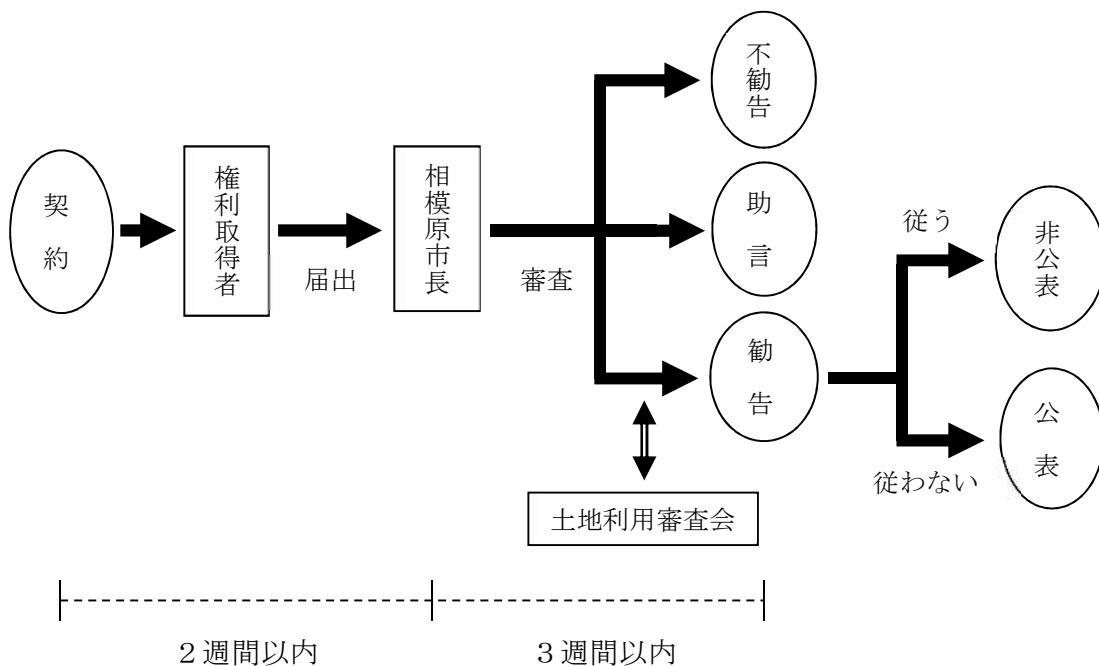 契約
権利取得者
届出
相模原市長
審査
不勧告
助言
勧告
土地利用審査会
従う
従わない
非公表
公表
２週間以内
３週間以内